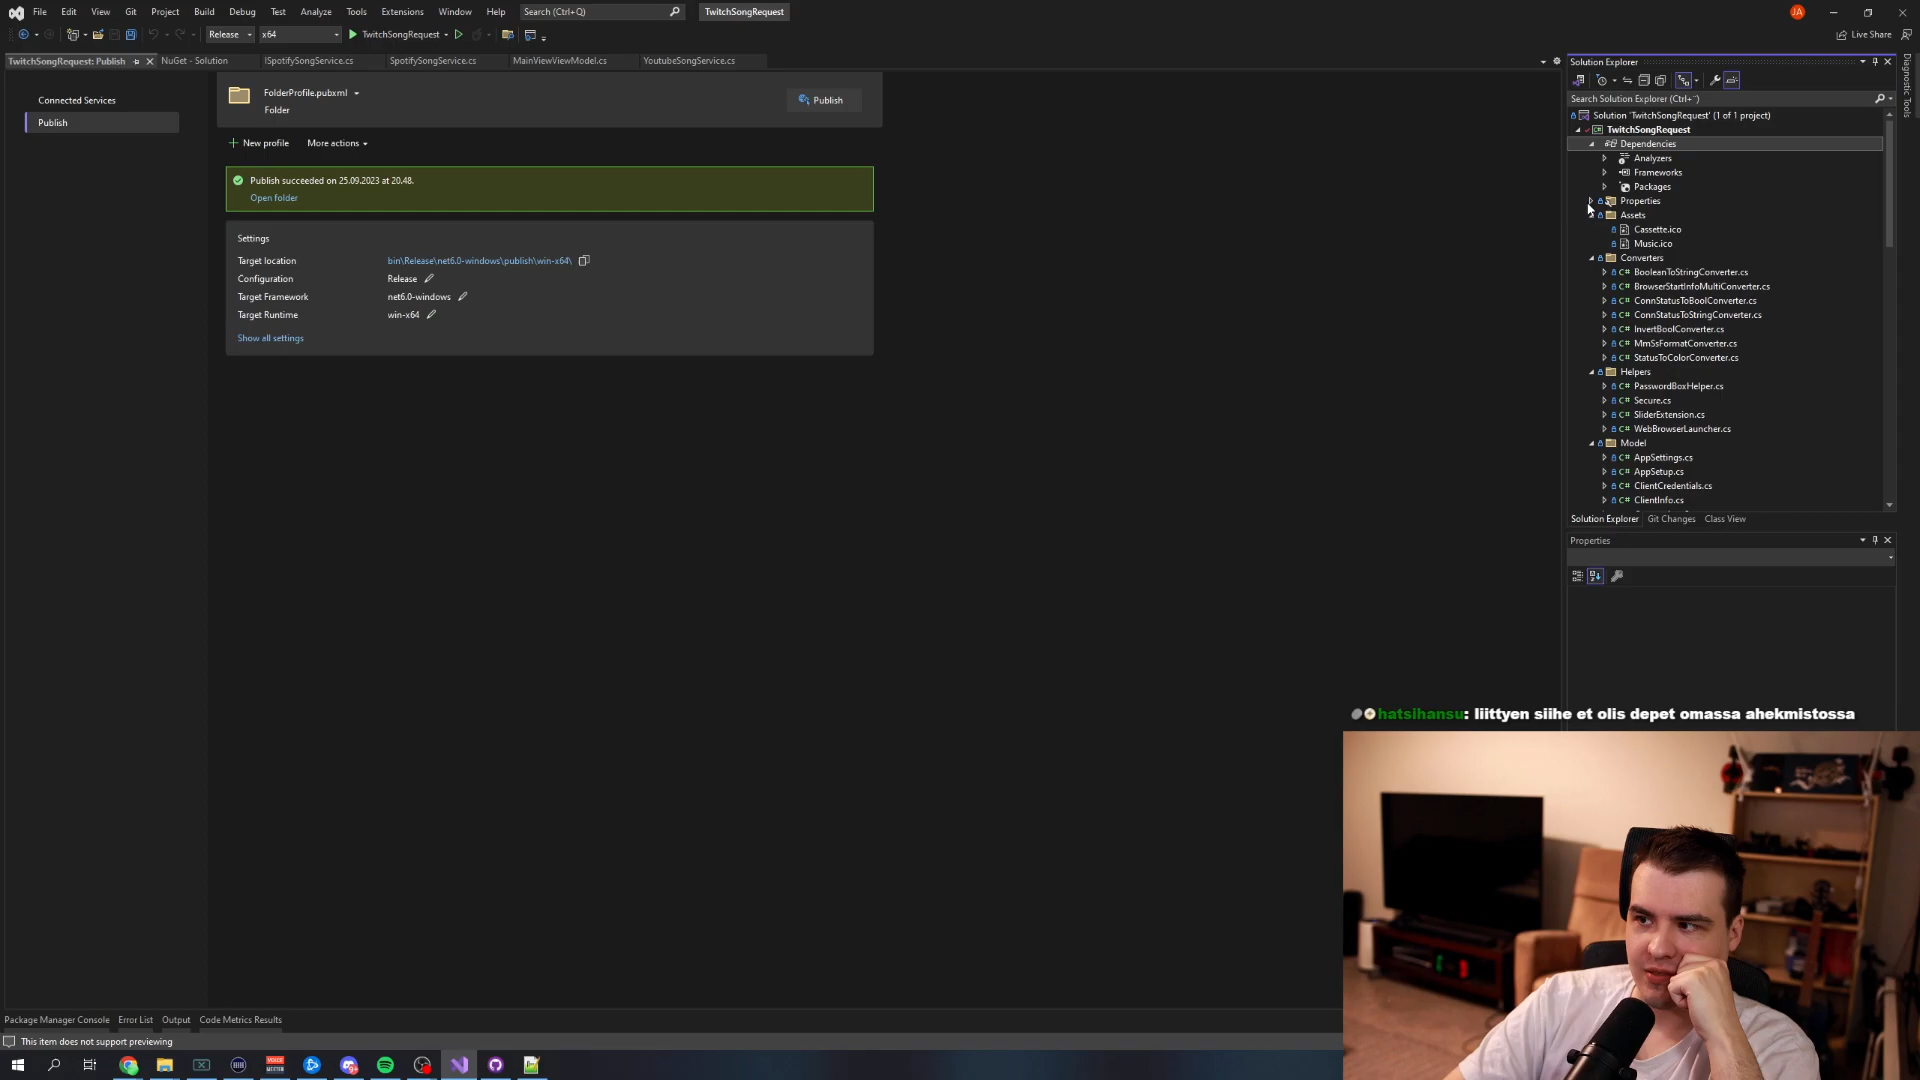 File Edit View Git Project Build Debug Test Analyze Tools Extensions Window Help Search (Ctrl+Q) TwitchSongRequest JA
Release x64 TwitchSongRequest Live Share
TwitchSongRequest: Publish NuGet - Solution ISpotifySongService.cs SpotifySongService.cs MainViewViewModel.cs YoutubeSongService.cs
Connected Services
Publish
FolderProfile.pubxml
Folder
Publish
New profile More actions
Publish succeeded on 25.09.2023 at 20.48.
Open folder
Settings
Target location bin\Release\net6.0-windows\publish\win-x64\
Configuration Release
Target Framework net6.0-windows
Target Runtime win-x64
Show all settings
Solution Explorer
Search Solution Explorer (Ctrl+¨)
Solution 'TwitchSongRequest' (1 of 1 project)
TwitchSongRequest
Dependencies
Analyzers
Frameworks
Packages
Properties
Assets
Cassette.ico
Music.ico
Converters
BooleanToStringConverter.cs
BrowserStartInfoMultiConverter.cs
ConnStatusToBoolConverter.cs
ConnStatusToStringConverter.cs
InvertBoolConverter.cs
MmSsFormatConverter.cs
StatusToColorConverter.cs
Helpers
PasswordBoxHelper.cs
Secure.cs
SliderExtension.cs
WebBrowserLauncher.cs
Model
AppSettings.cs
AppSetup.cs
ClientCredentials.cs
ClientInfo.cs
Solution Explorer Git Changes Class View
Properties
Diagnostic Tools
hatsihansu: liittyen siihe et olis depet omassa ahekmistossa
Package Manager Console Error List Output Code Metrics Results
This item does not support previewing
VOICE MEETER